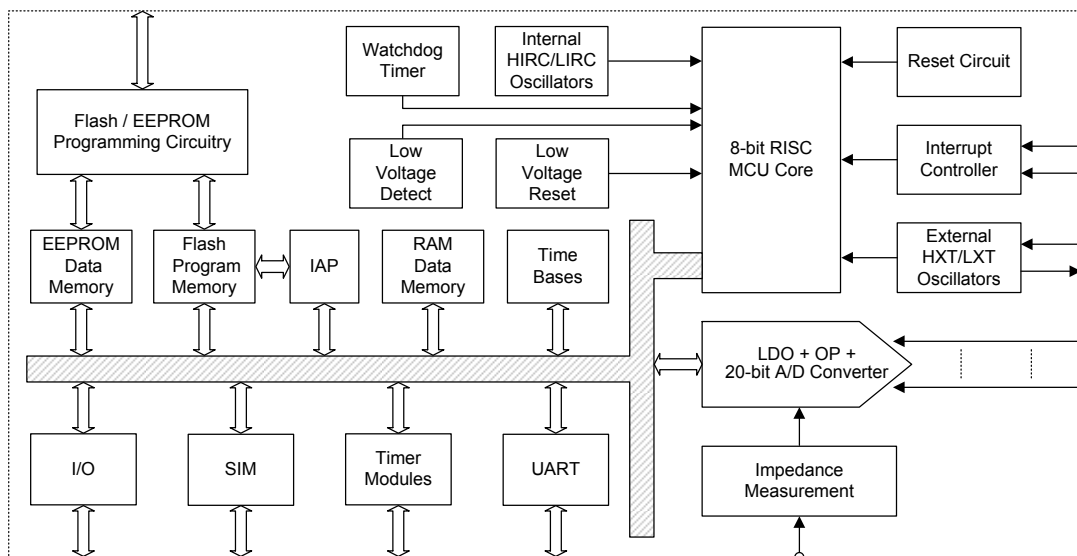 Watchdog
Timer
Internal
HIRC/LIRC
Oscillators
Reset Circuit
Flash / EEPROM
Programming Circuitry
Low
Voltage
Detect
Low
Voltage
Reset
8-bit RISC
MCU Core
Interrupt
Controller
EEPROM
Data
Memory
Flash
Program
Memory
IAP
RAM
Data
Memory
Time
Bases
External
HXT/LXT
Oscillators
LDO + OP +
20-bit A/D Converter
I/O
SIM
Timer
Modules
UART
Impedance
Measurement